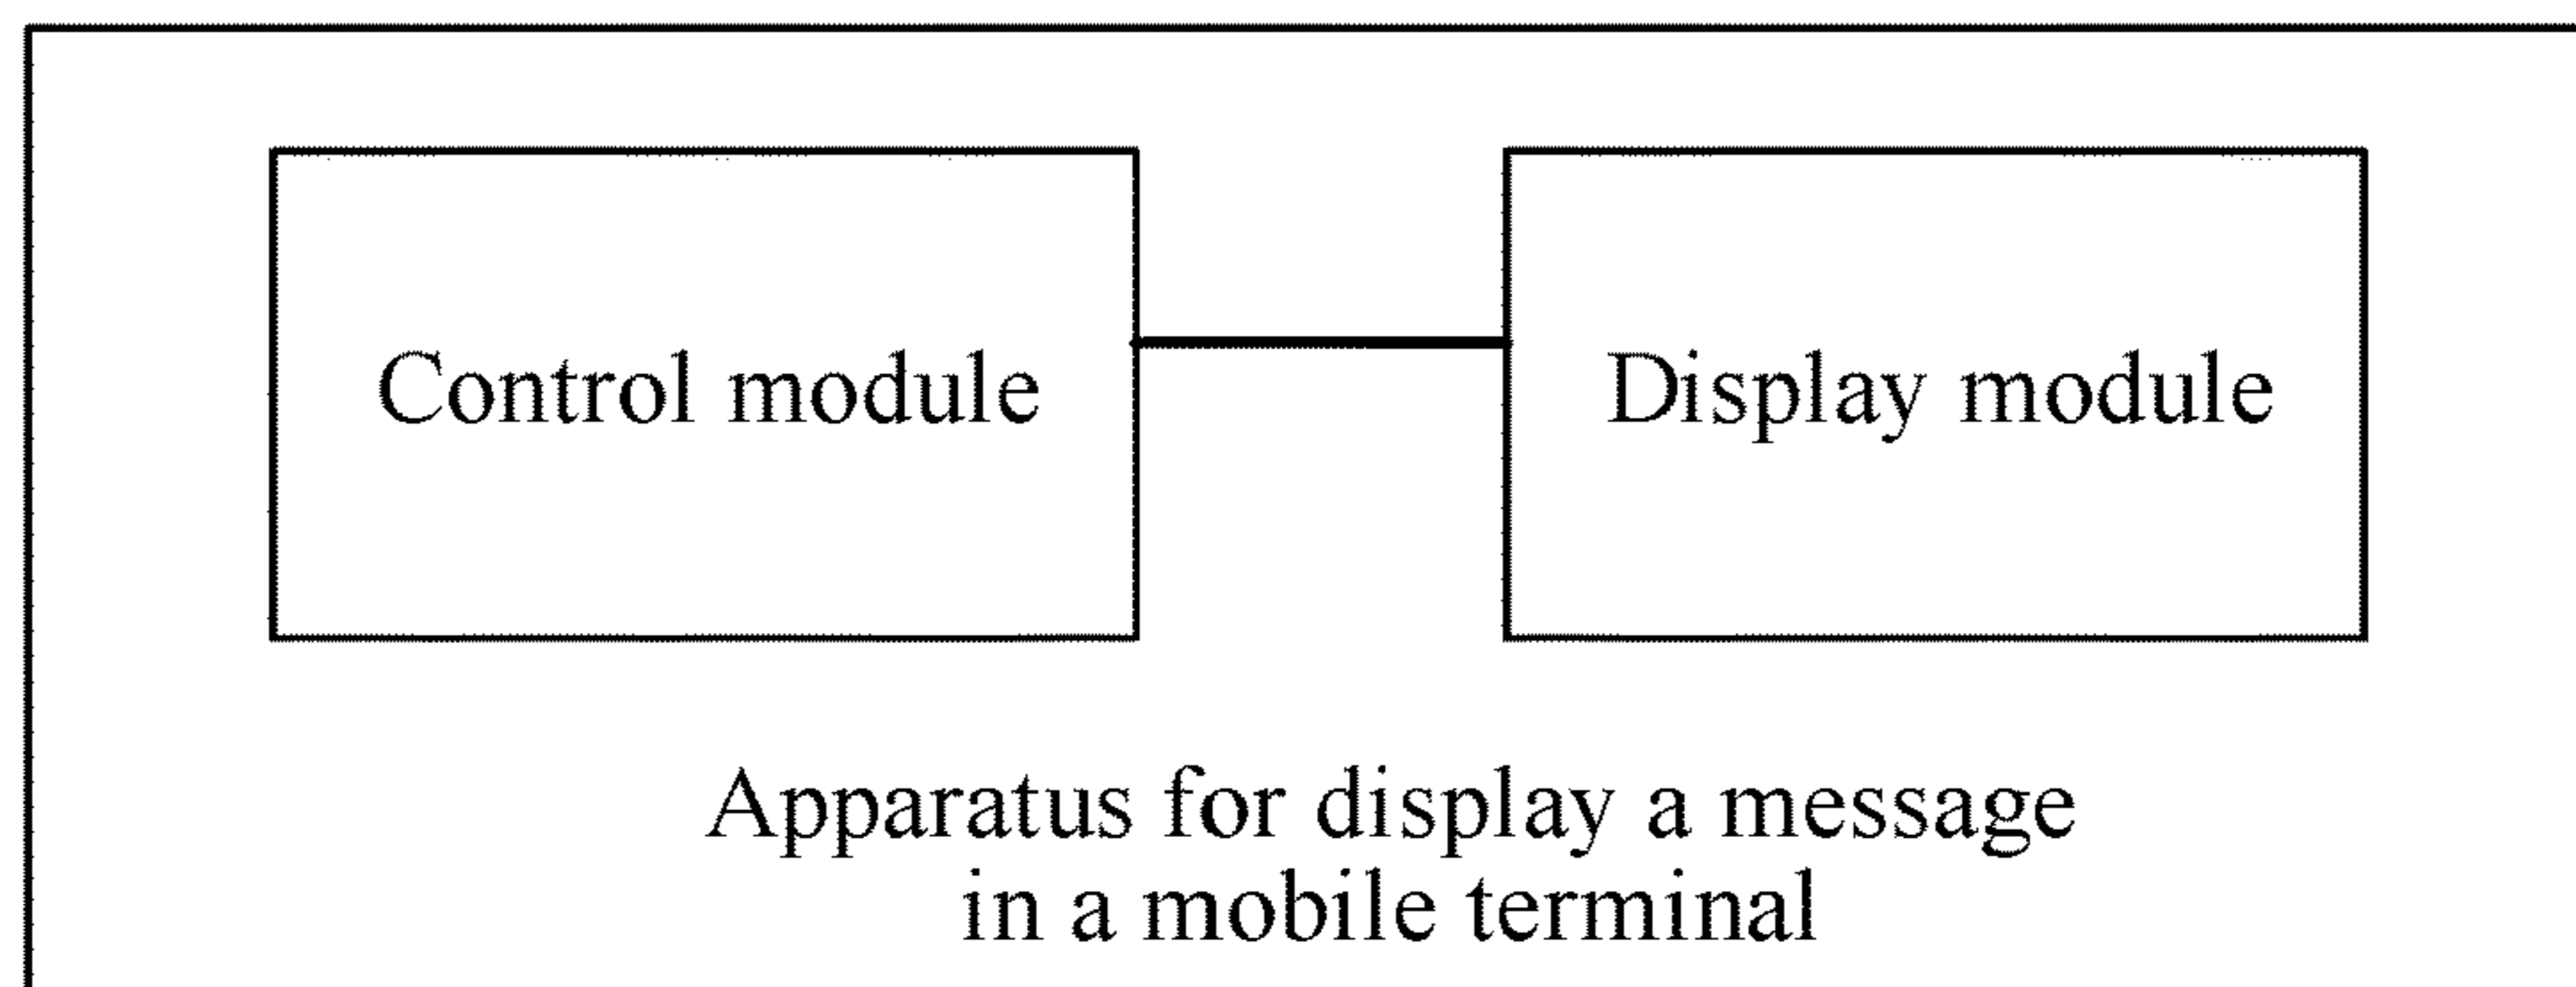 Control module
Display module
Apparatus for display a message
in a mobile terminal